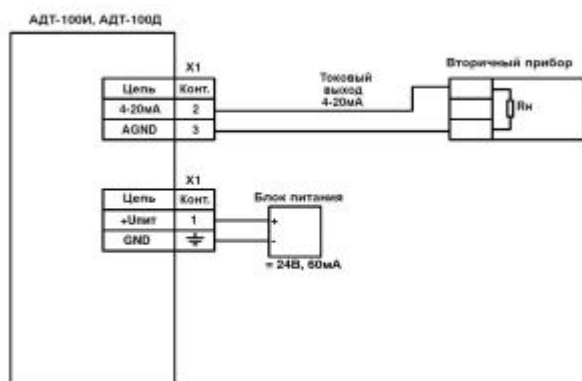 АДТ-100И, АДТ-100Д
X1
Цепь Конт.
4-20мА 2
AGND 3
Токовый
выход
4-20мА
Вторичный прибор
Rн
X1
Цепь Конт.
+Uпит 1
GND
Блок питания
+
-
= 24В, 60мА